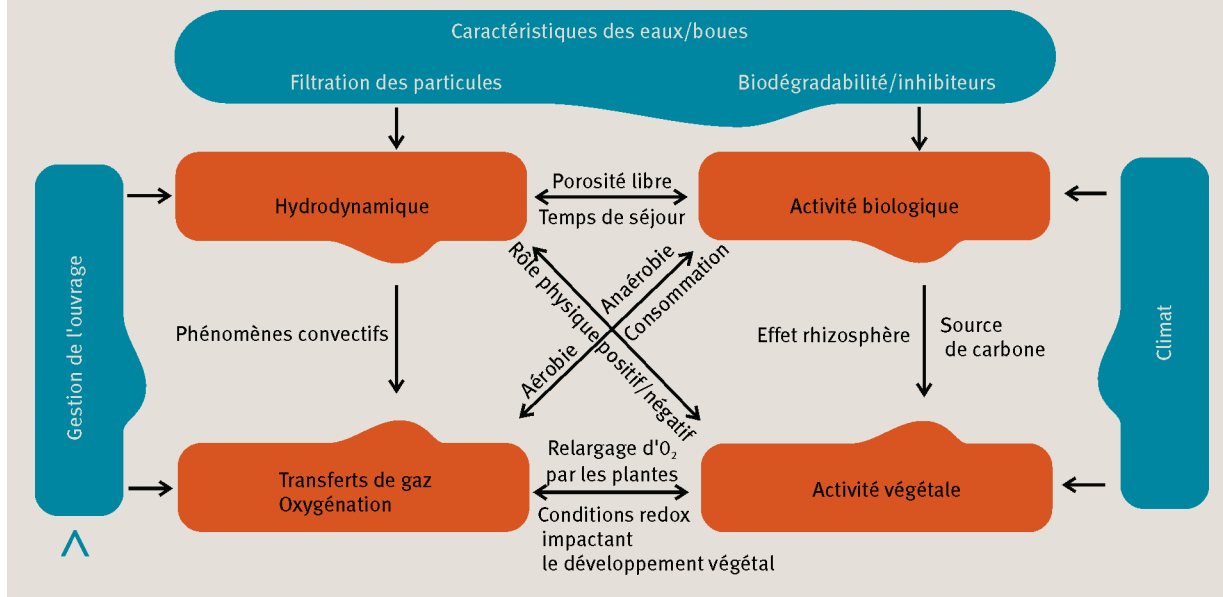 Caractéristiques des eaux/boues
Filtration des particules
Biodégradabilité/inhibiteurs
Gestion de l'ouvrage
Hydrodynamique
Porosité libre
Temps de séjour
Activité biologique
Climat
Phénomènes convectifs
Rôle physique positif/négatif
Anaérobie
Consommation
Aérobie
Effet rhizosphère
Source
de carbone
Transferts de gaz
Oxygénation
Relargage d'O₂
par les plantes
Conditions redox
impactant
le développement végétal
Activité végétale